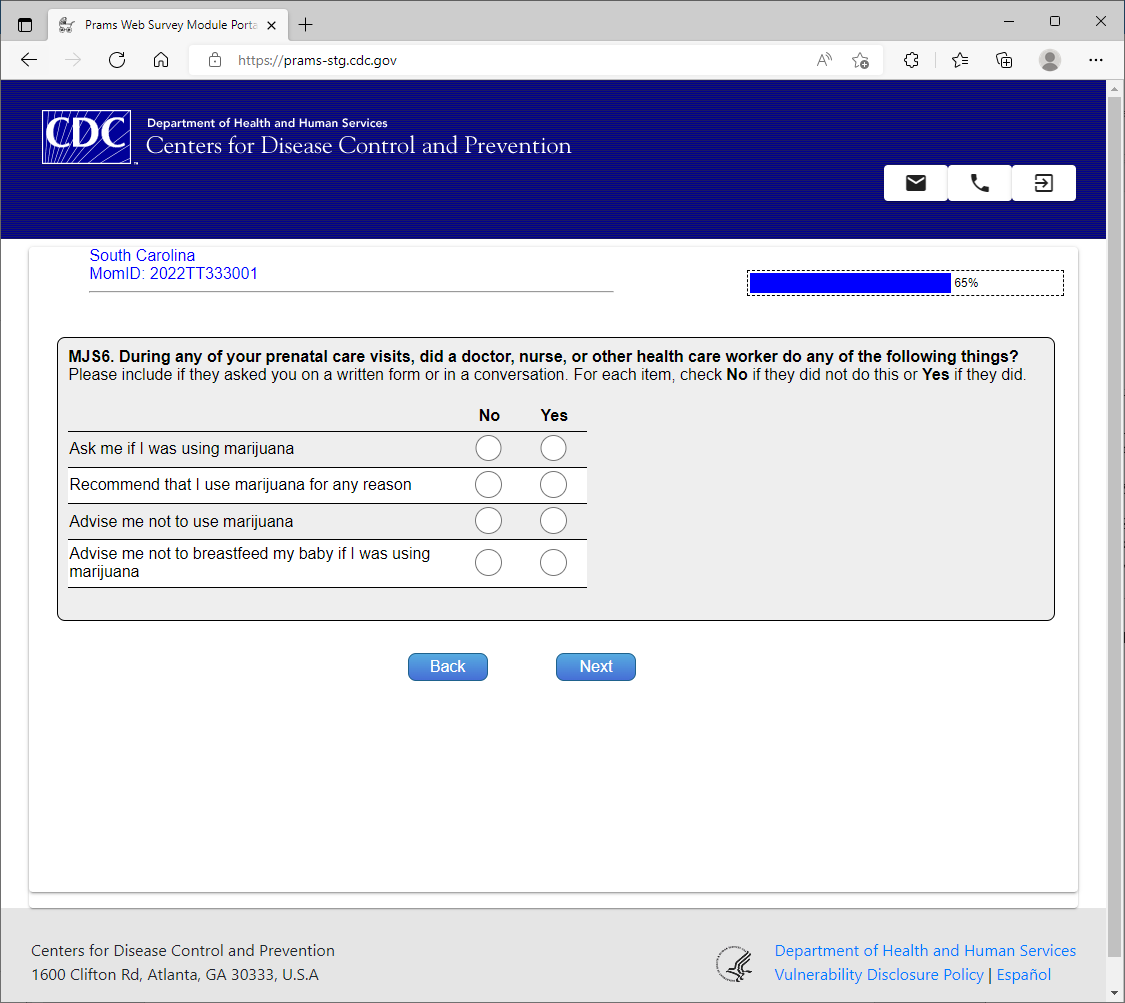 Prams Web Survey Module Porta
https://prams-stg.cdc.gov
CDC
Department of Health and Human Services
Centers for Disease Control and Prevention
South Carolina
MomID: 2022TT333001
65%
MJS6. During any of your prenatal care visits, did a doctor, nurse, or other health care worker do any of the following things?
Please include if they asked you on a written form or in a conversation. For each item, check No if they did not do this or Yes if they did.
No Yes
Ask me if I was using marijuana
Recommend that I use marijuana for any reason
Advise me not to use marijuana
Advise me not to breastfeed my baby if I was using
marijuana
Back Next
Centers for Disease Control and Prevention
1600 Clifton Rd, Atlanta, GA 30333, U.S.A
Department of Health and Human Services
Vulnerability Disclosure Policy | Español